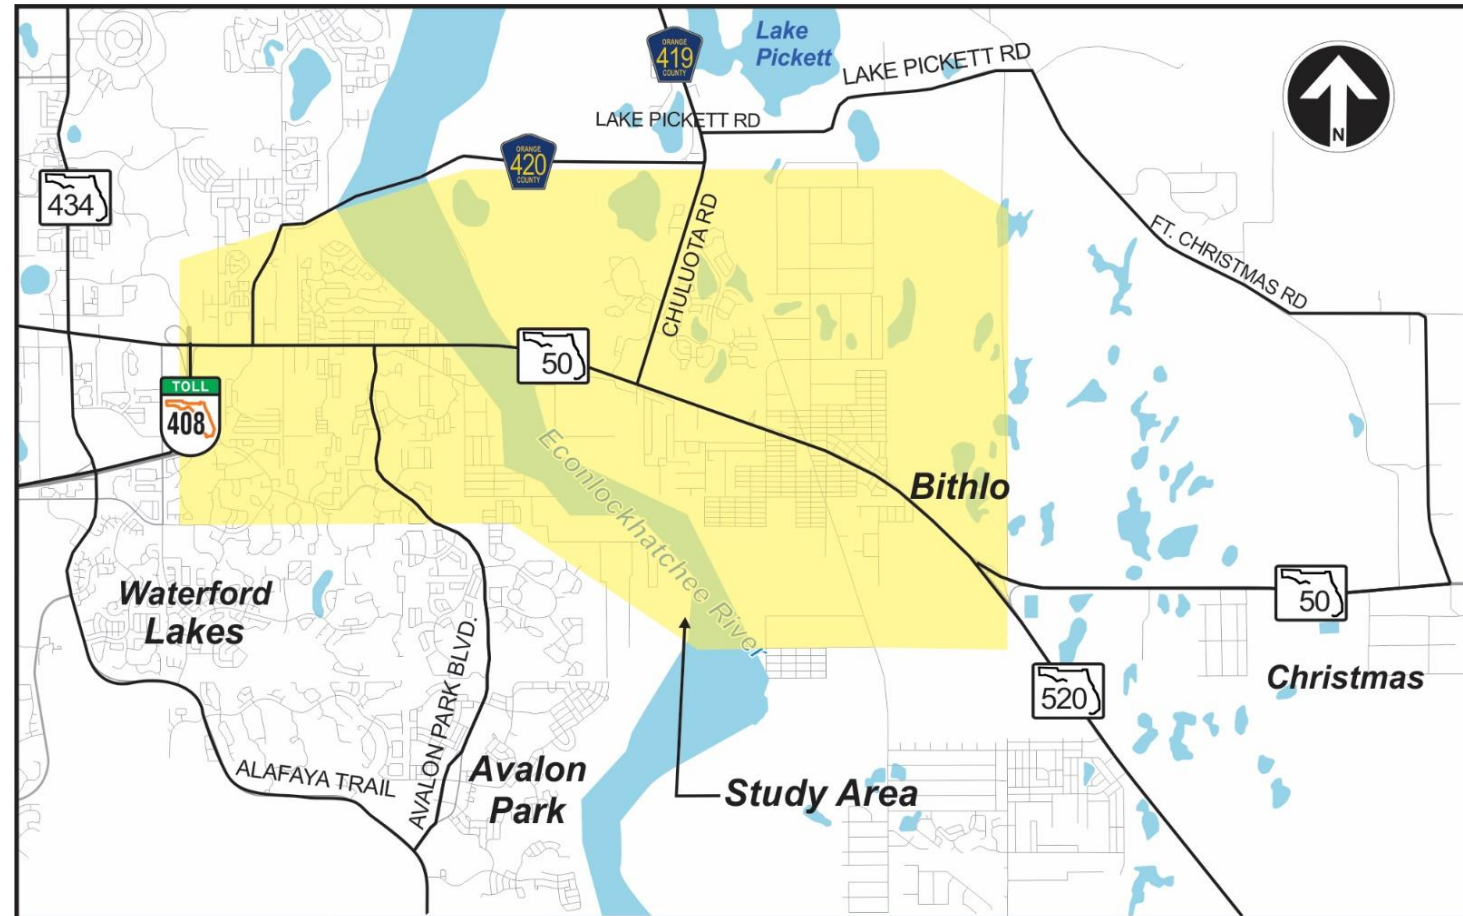 Lake
Pickett
ORANGE
419
COUNTY
LAKE PICKETT RD
LAKE PICKETT RD
N
ORANGE
420
COUNTY
434
CHULUOTA RD
FT. CHRISTMAS RD
50
TOLL
408
Econlockhatchee River
Bithlo
Waterford
Lakes
50
Christmas
520
AVALON PARK BLVD.
ALAFAYA TRAIL
Avalon
Park
Study Area